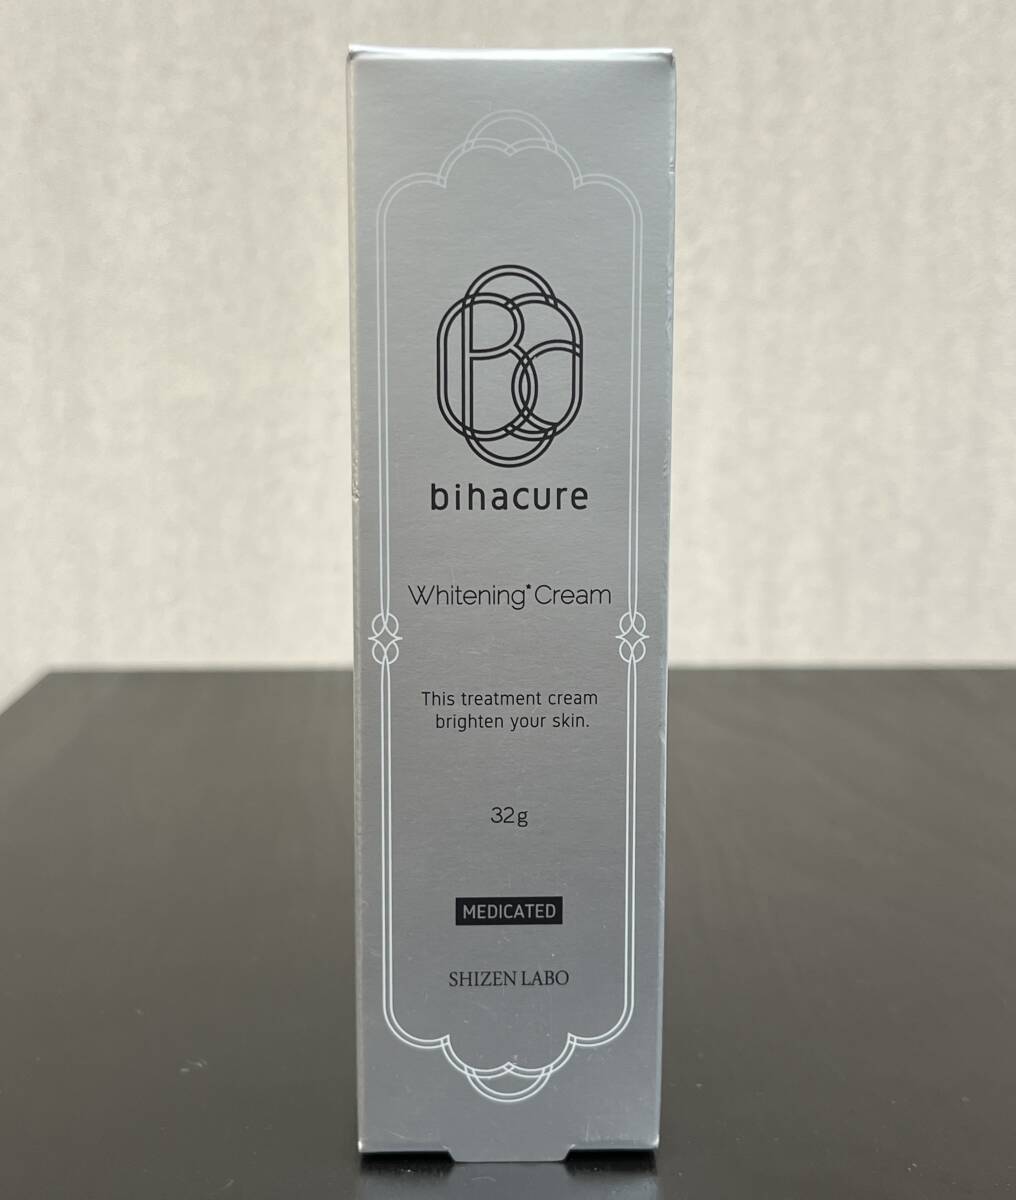 bihacure
Whitening* Cream
This treatment cream
brighten your skin.
32g
MEDICATED
SHIZEN LABO